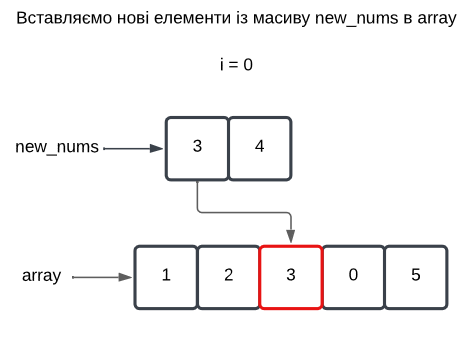 Вставляємо нові елементи із масиву new_nums в array
i = 0
new_nums 3 4
array 1 2 3 0 5